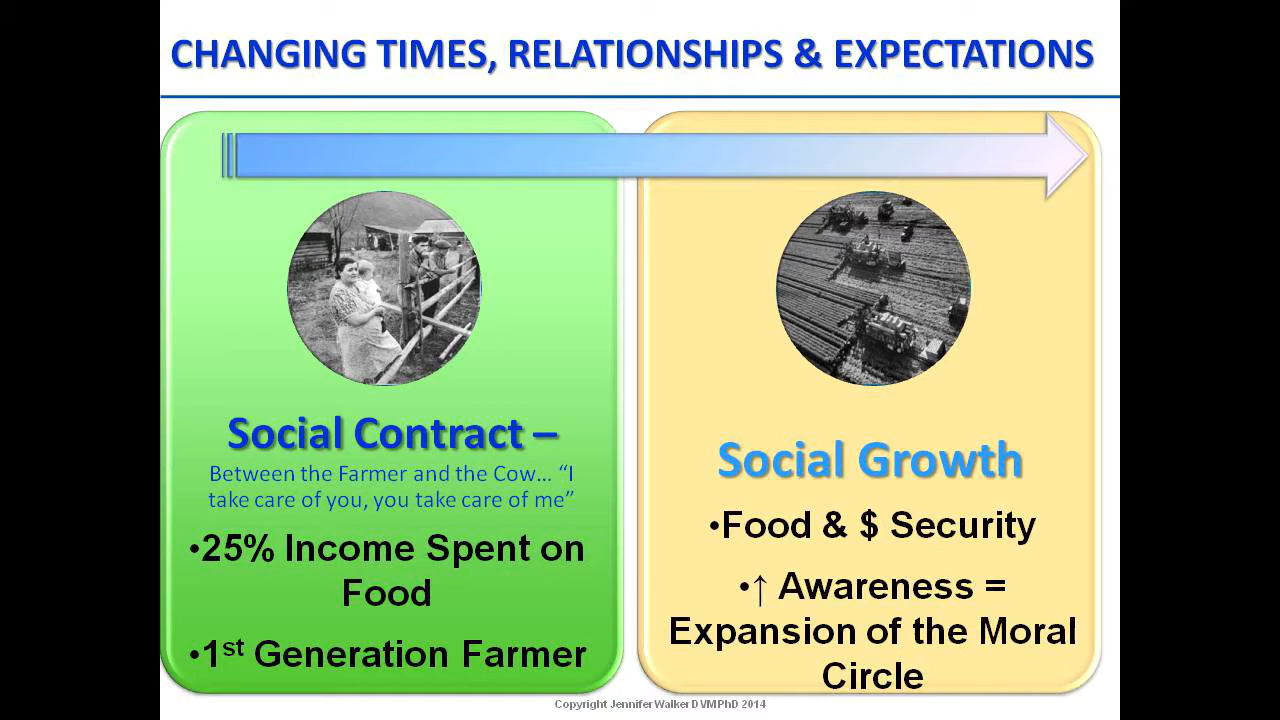 CHANGING TIMES, RELATIONSHIPS & EXPECTATIONS
Social Contract –
Between the Farmer and the Cow… “I
take care of you, you take care of me”
•25% Income Spent on
Food
•1st Generation Farmer
Social Growth
•Food & $ Security
•↑ Awareness =
Expansion of the Moral
Circle
Copyright Jennifer Walker DVM PhD 2014